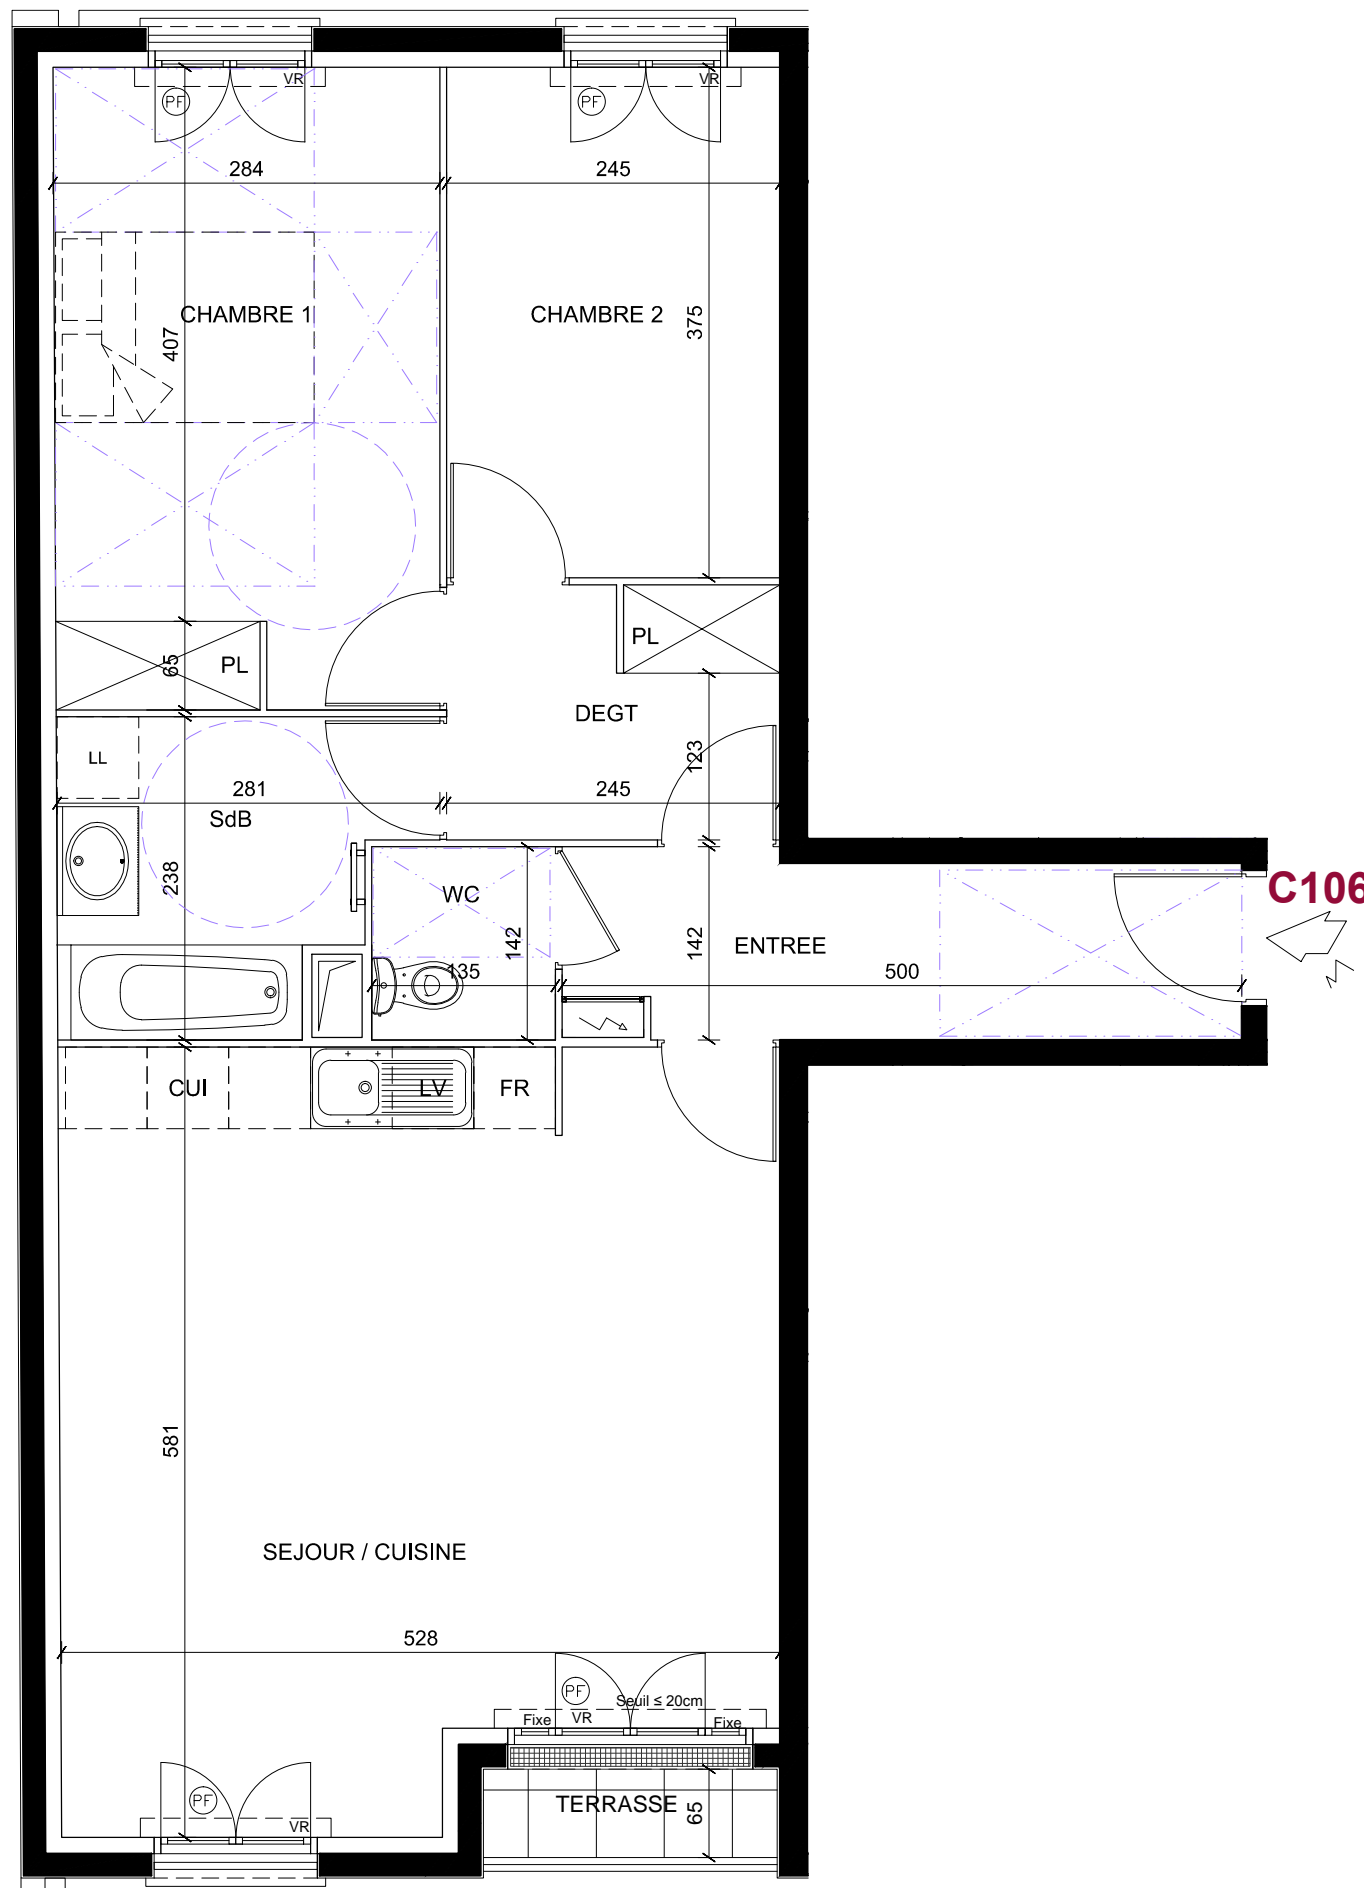 VR
VR
PF
PF
284
245
CHAMBRE 1
CHAMBRE 2
407
375
PL
65
PL
DEGT
123
LL
281
245
SdB
238
WC
C106
142
142
ENTREE
135
500
CUI
LV
FR
581
SEJOUR / CUISINE
528
PF
Seuil ≤ 20cm
Fixe
VR
Fixe
PF
VR
TERRASSE
65